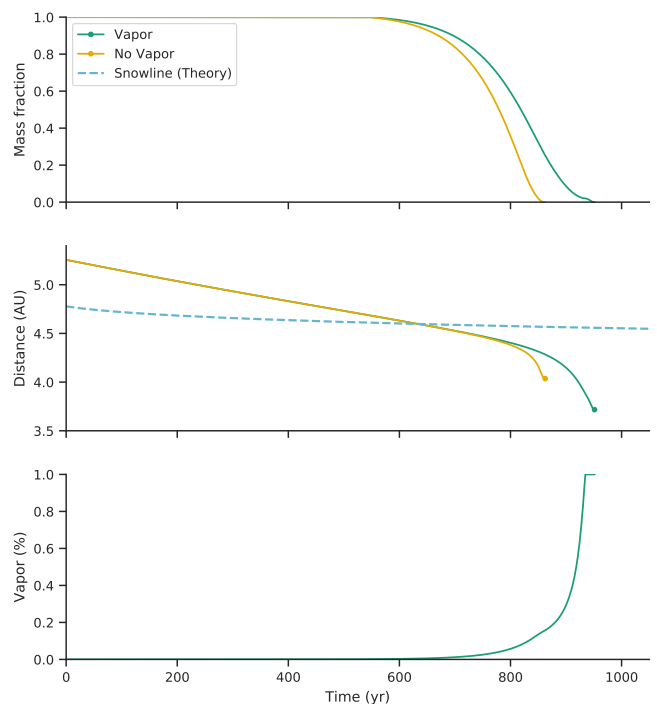 1.0
0.8
0.6
0.4
0.2
0.0
Mass fraction
Vapor
No Vapor
Snowline (Theory)
5.0
4.5
4.0
3.5
Distance (AU)
1.0
0.8
0.6
0.4
0.2
0.0
Vapor (%)
0 200 400 600 800 1000
Time (yr)